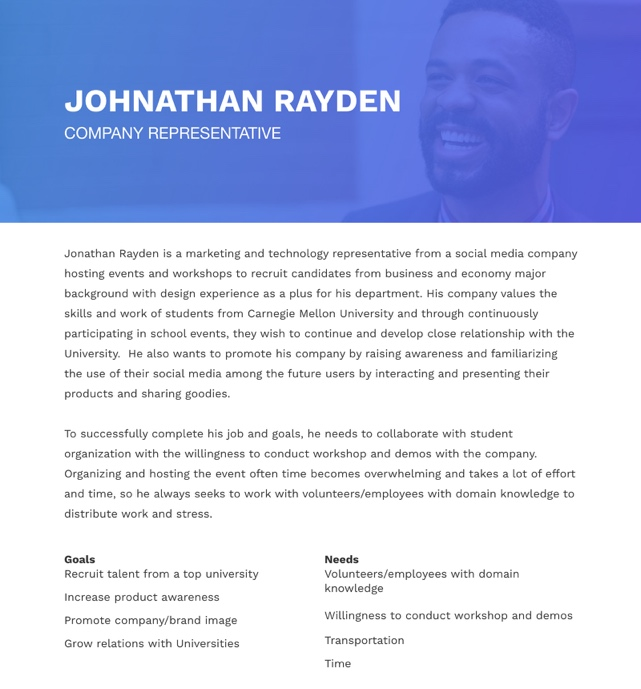 JOHNATHAN RAYDEN
COMPANY REPRESENTATIVE
Jonathan Rayden is a marketing and technology representative from a social media company
hosting events and workshops to recruit candidates from business and economy major
background with design experience as a plus for his department. His company values the
skills and work of students from Carnegie Mellon University and through continuously
participating in school events, they wish to continue and develop close relationship with the
University.  He also wants to promote his company by raising awareness and familiarizing
the use of their social media among the future users by interacting and presenting their
products and sharing goodies.
To successfully complete his job and goals, he needs to collaborate with student
organization with the willingness to conduct workshop and demos with the company.
Organizing and hosting the event often time becomes overwhelming and takes a lot of effort
and time, so he always seeks to work with volunteers/employees with domain knowledge to
distribute work and stress.
Goals
Recruit talent from a top university
Increase product awareness
Promote company/brand image
Grow relations with Universities
Needs
Volunteers/employees with domain
knowledge
Willingness to conduct workshop and demos
Transportation
Time